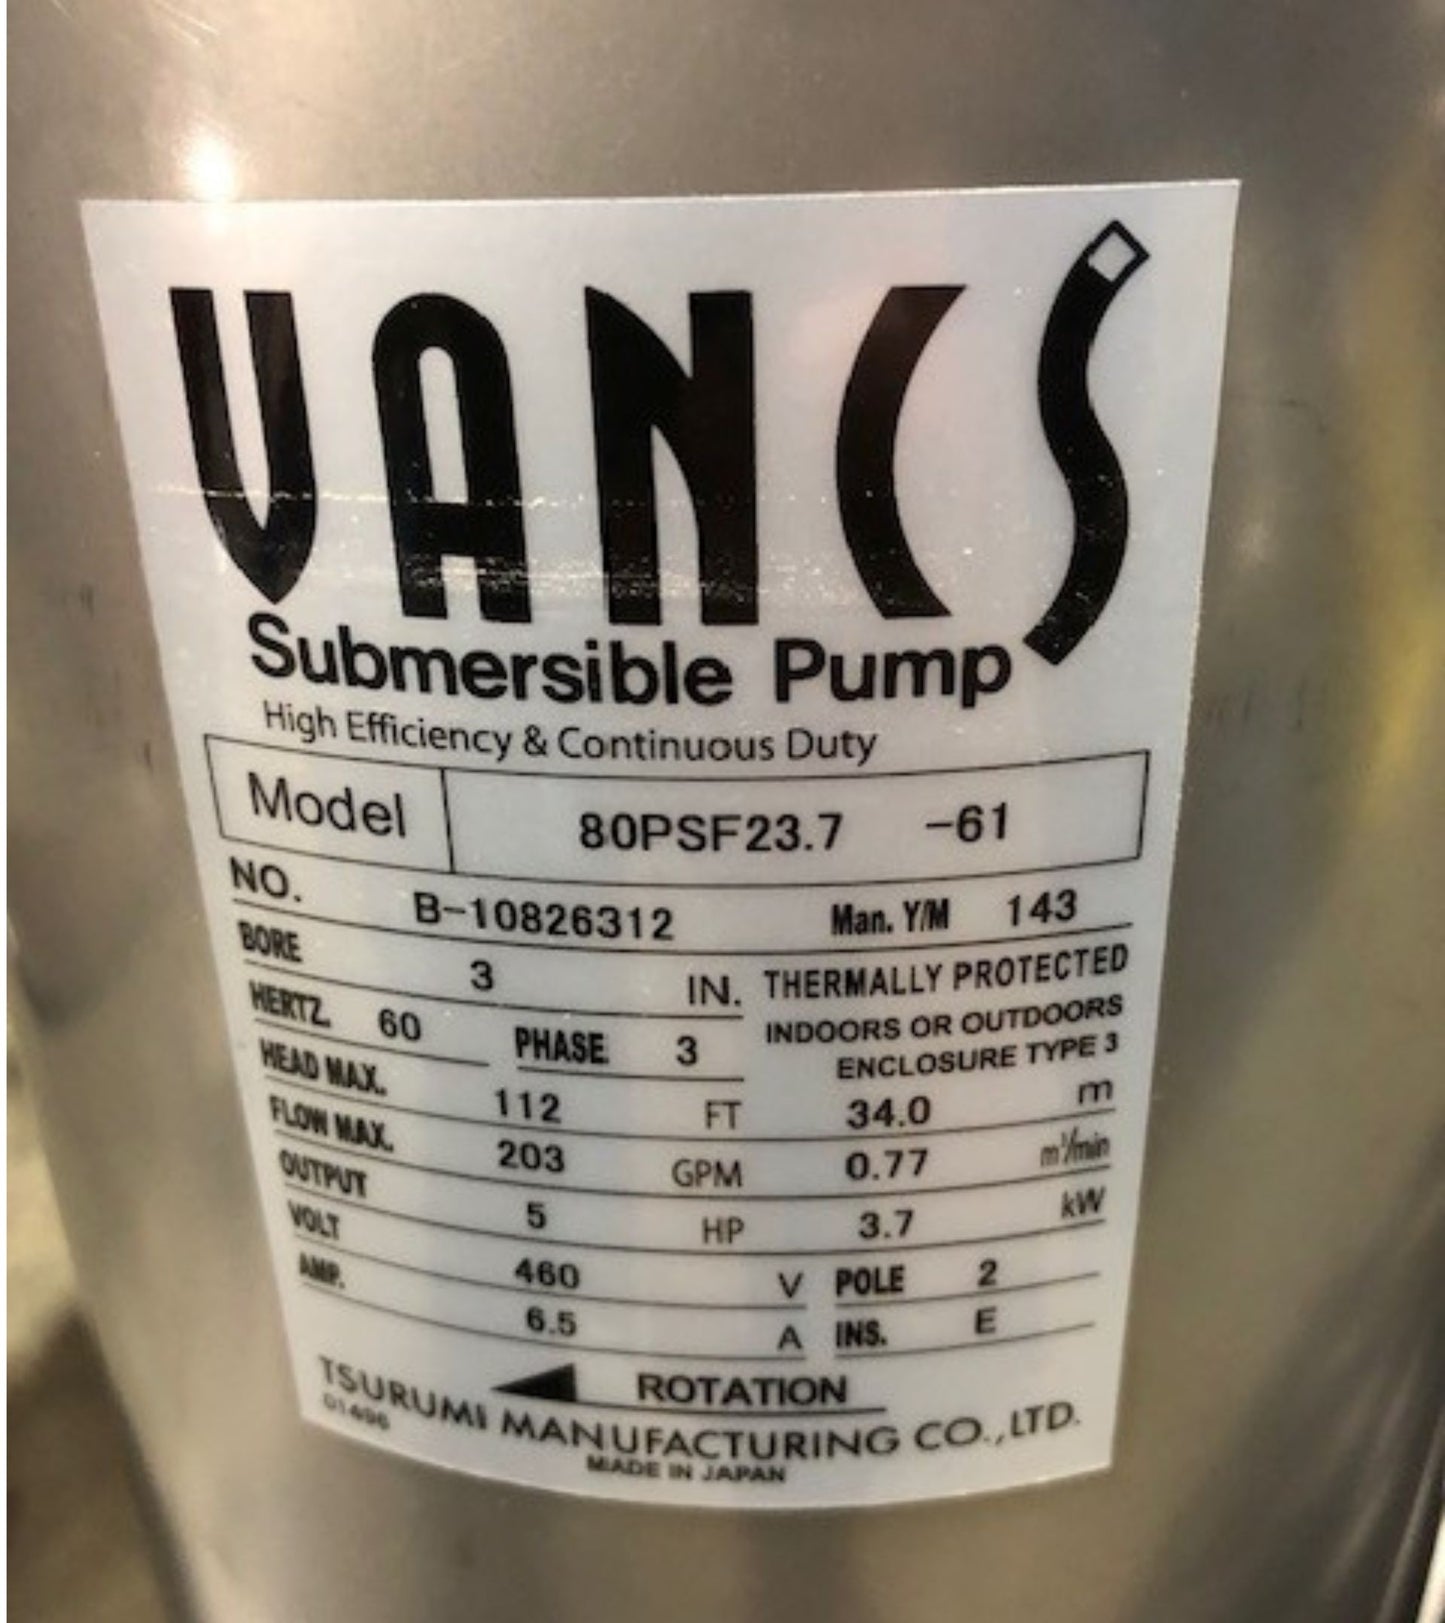 VANCS
Submersible Pump
High Efficiency & Continuous Duty
Model 80PSF23.7 -61
NO. B-10826312 Man. Y/M 143
BORE 3 IN. THERMALLY PROTECTED
INDOORS OR OUTDOORS
HERTZ. 60 PHASE 3 ENCLOSURE TYPE 3
HEAD MAX. 112 FT 34.0 m
FLOW MAX. 203 GPM 0.77 m³/min
OUTPUT 5 HP 3.7 kW
VOLT 460 V POLE 2
AMP. 6.5 A INS. E
ROTATION
TSURUMI MANUFACTURING CO.,LTD.
MADE IN JAPAN